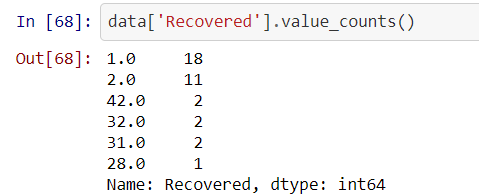 In [68]: data['Recovered'].value_counts()
Out[68]: 1.0     18
2.0     11
42.0     2
32.0     2
31.0     2
28.0     1
Name: Recovered, dtype: int64